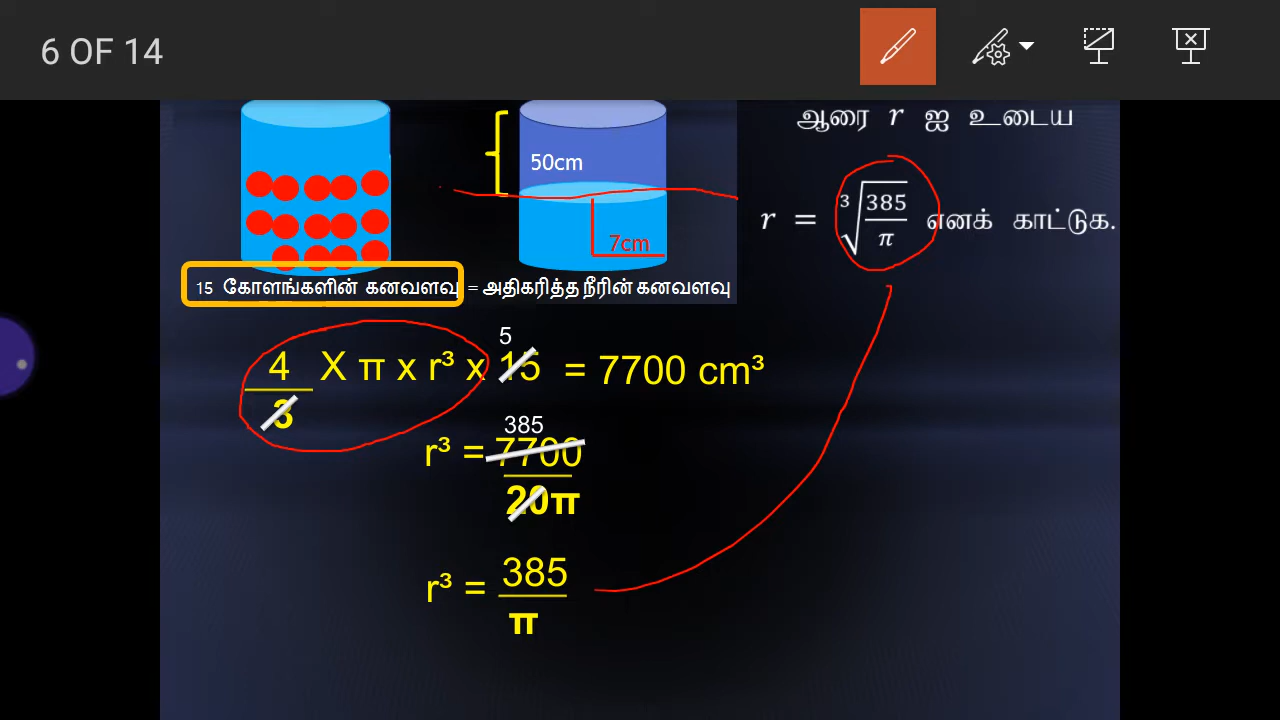 6 OF 14
50cm
7cm
15 கோளங்களின் கனவளவு = அதிகரித்த நீரின் கனவளவு
ஆரை r ஐ உடைய
r = ∛(385/π) எனக் காட்டுக.
5
4/3 X π x r³ x 15 = 7700 cm³
385
r³ = 7700/20π
r³ = 385/π